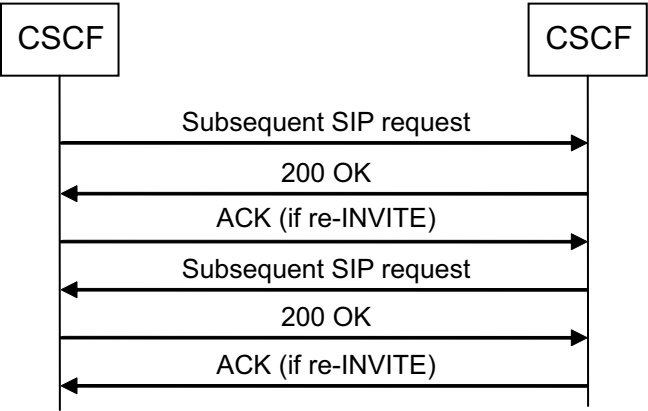 CSCF
CSCF
Subsequent SIP request
200 OK
ACK (if re-INVITE)
Subsequent SIP request
200 OK
ACK (if re-INVITE)